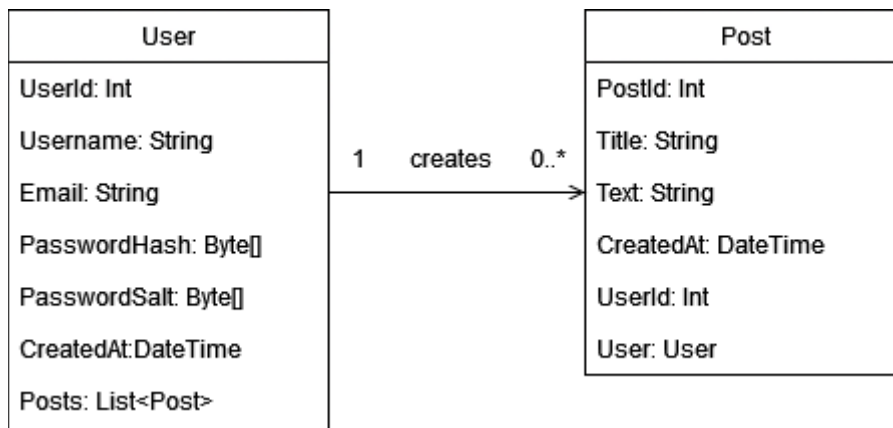 User
UserId: Int
Username: String
Email: String
PasswordHash: Byte[]
PasswordSalt: Byte[]
CreatedAt:DateTime
Posts: List<Post>
1 creates 0..*
Post
PostId: Int
Title: String
Text: String
CreatedAt: DateTime
UserId: Int
User: User